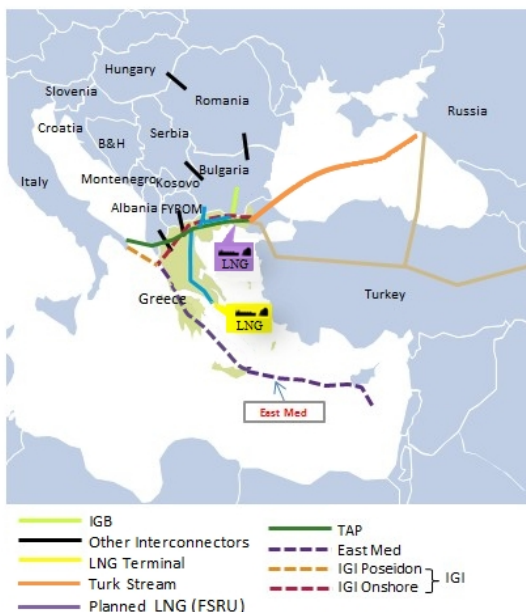 Hungary
Slovenia
Romania
Russia
Croatia
Serbia
B&H
Italy
Bulgaria
Montenegro
Kosovo
Albania
FYROM
LNG
Greece
Turkey
LNG
East Med
IGB
Other Interconnectors
LNG Terminal
Turk Stream
Planned LNG (FSRU)
TAP
East Med
IGI Poseidon
IGI Onshore
IGI